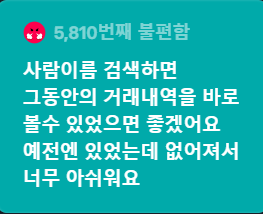 5,810번째 불편함
사람이름 검색하면
그동안의 거래내역을 바로
볼수 있었으면 좋겠어요
예전엔 있었는데 없어져서
너무 아쉬워요